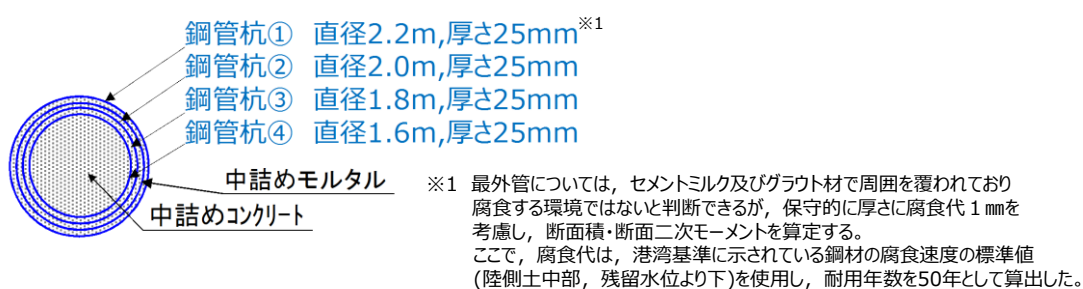 鋼管杭① 直径2.2m,厚さ25mm※1
鋼管杭② 直径2.0m,厚さ25mm
鋼管杭③ 直径1.8m,厚さ25mm
鋼管杭④ 直径1.6m,厚さ25mm
中詰めモルタル
中詰めコンクリート
※1 最外管については，セメントミルク及びグラウト材で周囲を覆われており
腐食する環境ではないと判断できるが，保守的に厚さに腐食代１㎜を
考慮し，断面積・断面二次モーメントを算定する。
ここで，腐食代は，港湾基準に示されている鋼材の腐食速度の標準値
(陸側土中部，残留水位より下)を使用し，耐用年数を50年として算出した。